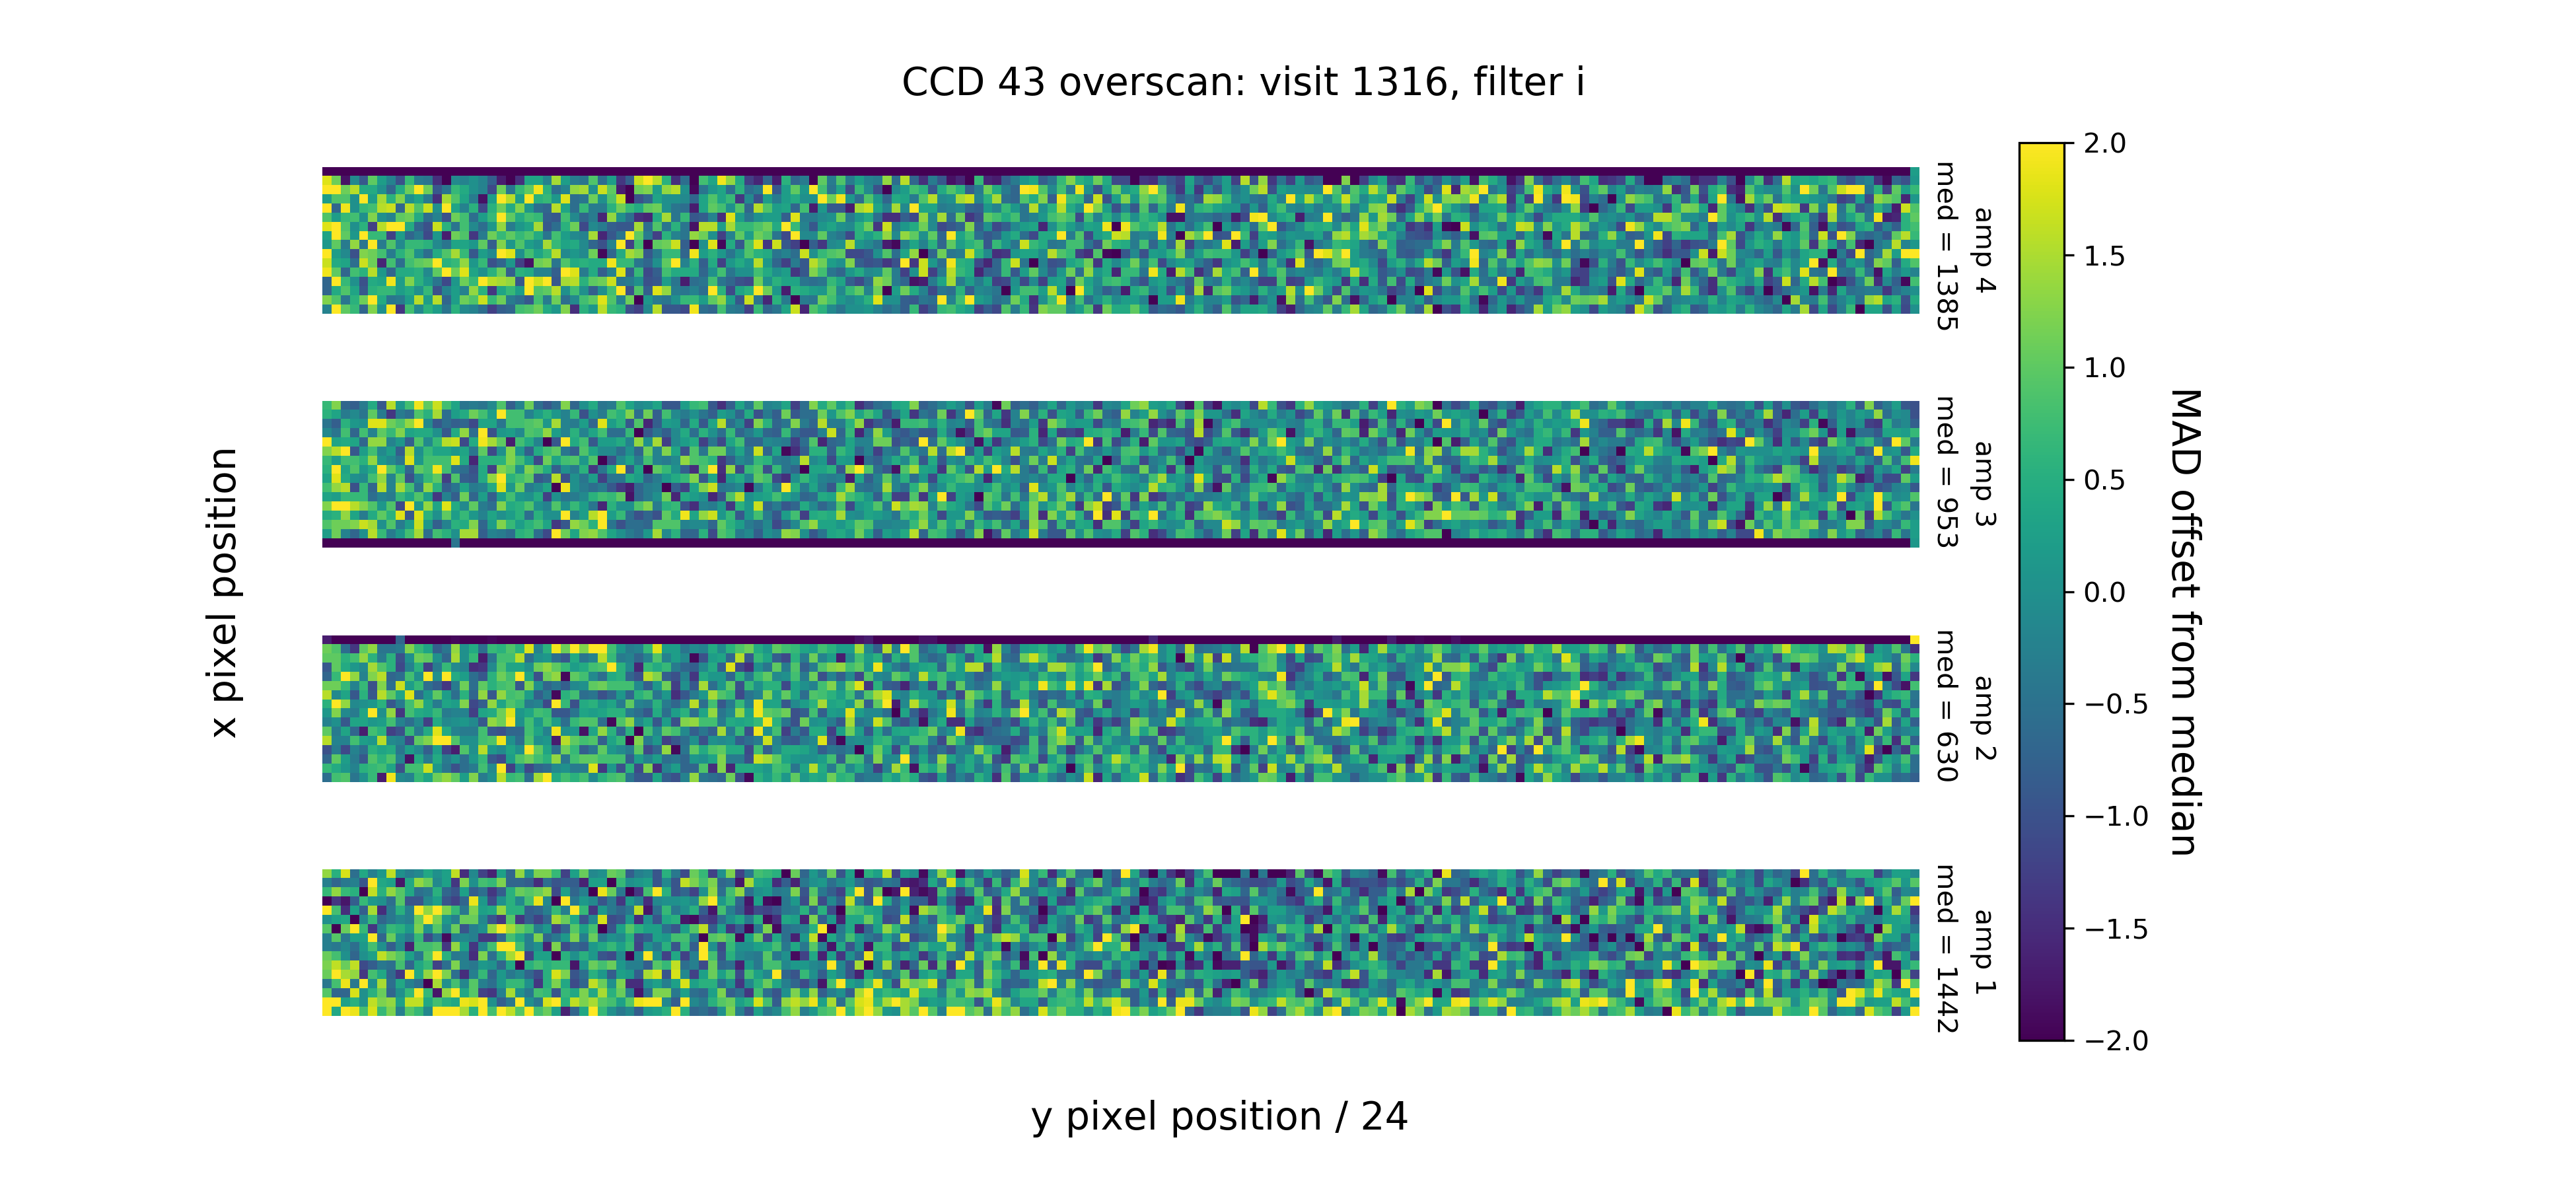 CCD 43 overscan: visit 1316, filter i
amp 4
med = 1385
amp 3
med = 953
amp 2
med = 630
amp 1
med = 1442
x pixel position
y pixel position / 24
2.0
1.5
1.0
0.5
0.0
−0.5
−1.0
−1.5
−2.0
MAD offset from median